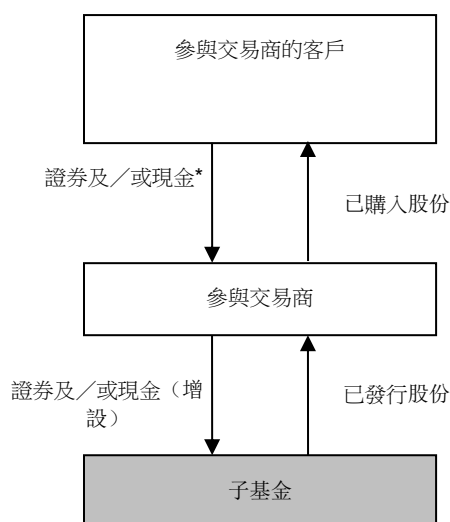 參與交易商的客戶
證券及／或現金*
已購入股份
參與交易商
證券及／或現金（增
設）
已發行股份
子基金